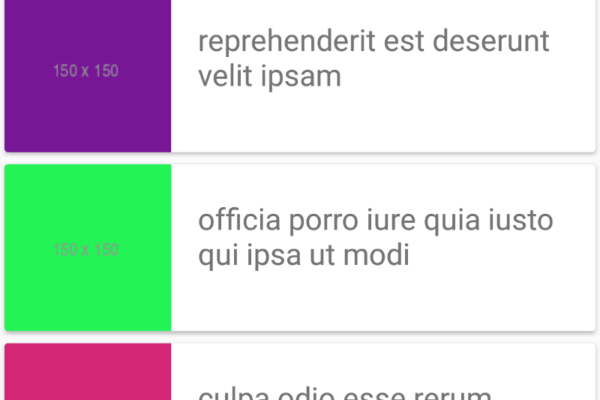 150 x 150
reprehenderit est deserunt
velit ipsam
150 x 150
officia porro iure quia iusto
qui ipsa ut modi
culpa odio esse rerum